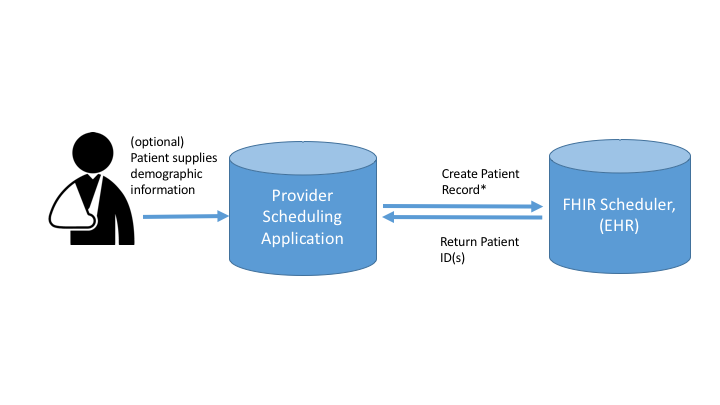 (optional)
Patient supplies
demographic
information
Provider
Scheduling
Application
Create Patient
Record*
Return Patient
ID(s)
FHIR Scheduler,
(EHR)